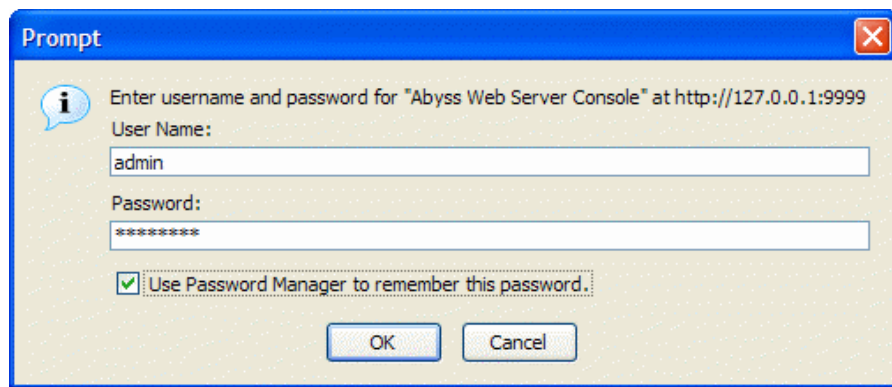 Prompt
Enter username and password for "Abyss Web Server Console" at http://127.0.0.1:9999
User Name:
admin
Password:
********
Use Password Manager to remember this password.
OK Cancel